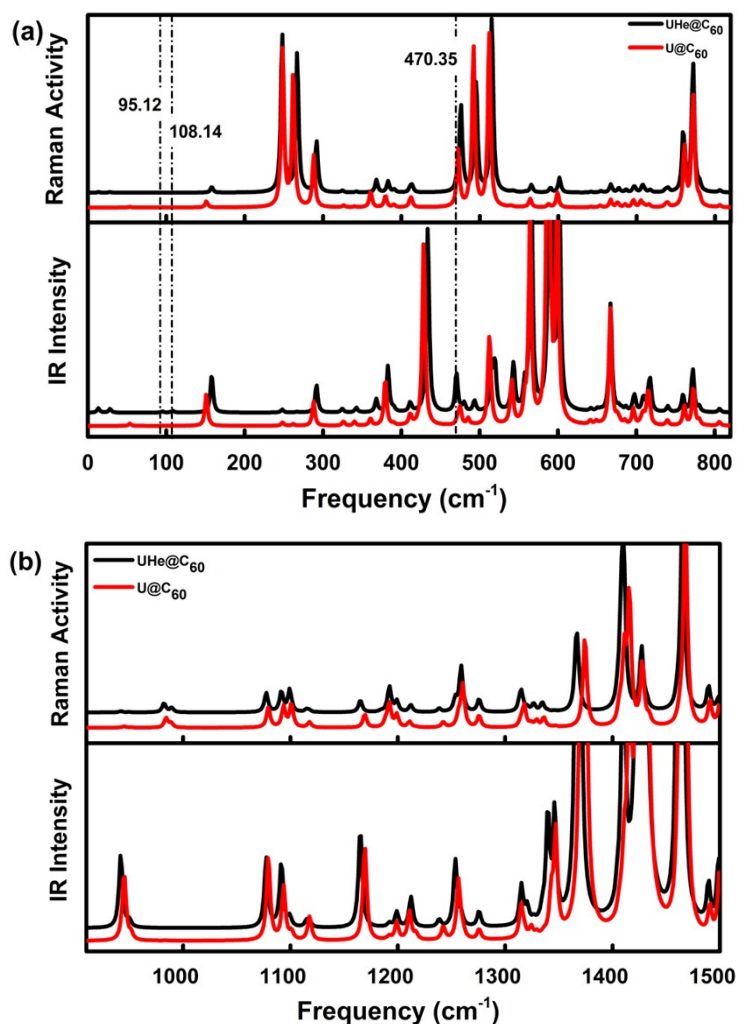 (a)
UHe@C60
U@C60
470.35
95.12
108.14
Raman Activity
IR Intensity
0 100 200 300 400 500 600 700 800
Frequency (cm-1)
(b)
UHe@C60
U@C60
Raman Activity
IR Intensity
1000 1100 1200 1300 1400 1500
Frequency (cm-1)